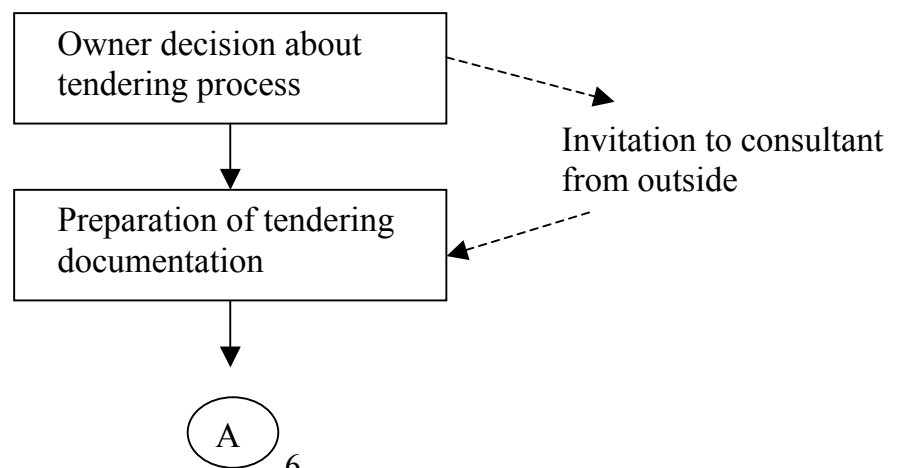 Owner decision about
tendering process
Invitation to consultant
from outside
Preparation of tendering
documentation
A
6